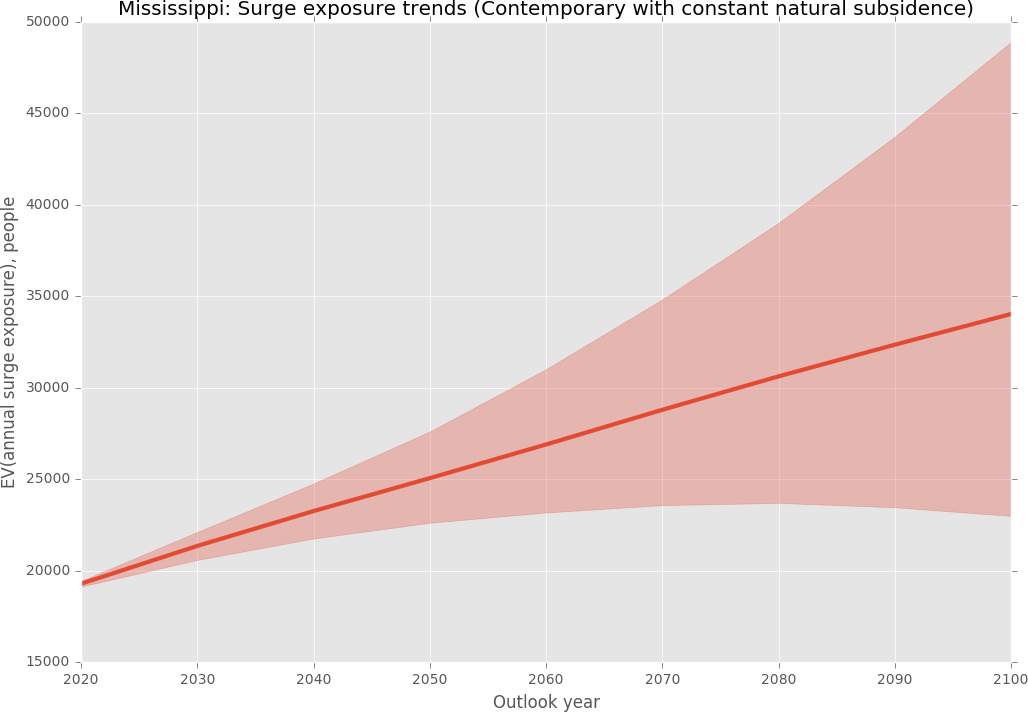 Mississippi: Surge exposure trends (Contemporary with constant natural subsidence)
EV(annual surge exposure), people
50000
45000
40000
35000
30000
25000
20000
15000
2020 2030 2040 2050 2060 2070 2080 2090 2100
Outlook year